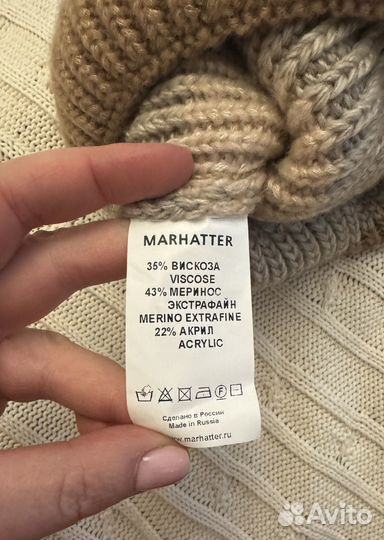 MARHATTER
35% ВИСКОЗА
VISCOSE
43% МЕРИНОС
ЭКСТРАФАЙН
MERINO EXTRAFINE
22% АКРИЛ
ACRYLIC
Сделано в России
Made in Russia
www.marhatter.ru
Avito